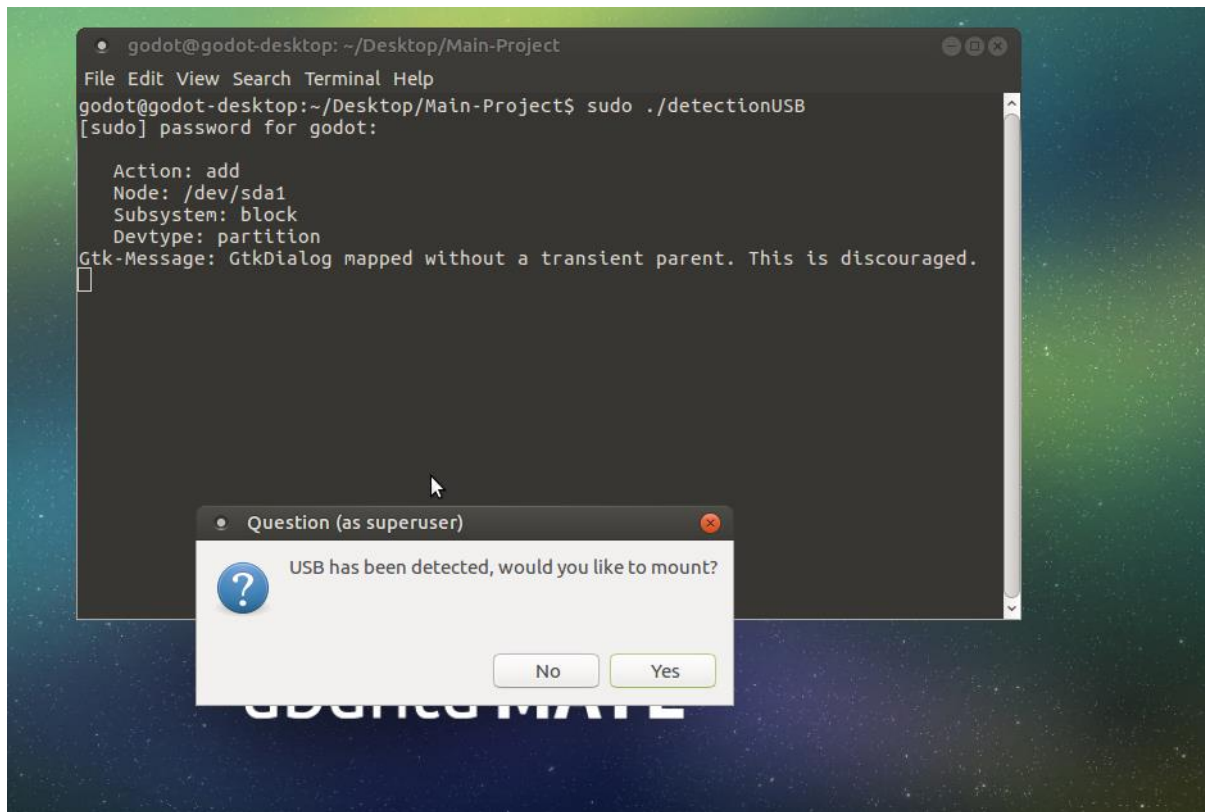 godot@godot-desktop: ~/Desktop/Main-Project
File Edit View Search Terminal Help
godot@godot-desktop:~/Desktop/Main-Project$ sudo ./detectionUSB
[sudo] password for godot:
Action: add
Node: /dev/sda1
Subsystem: block
Devtype: partition
Gtk-Message: GtkDialog mapped without a transient parent. This is discouraged.
Question (as superuser)
USB has been detected, would you like to mount?
No Yes
MATE